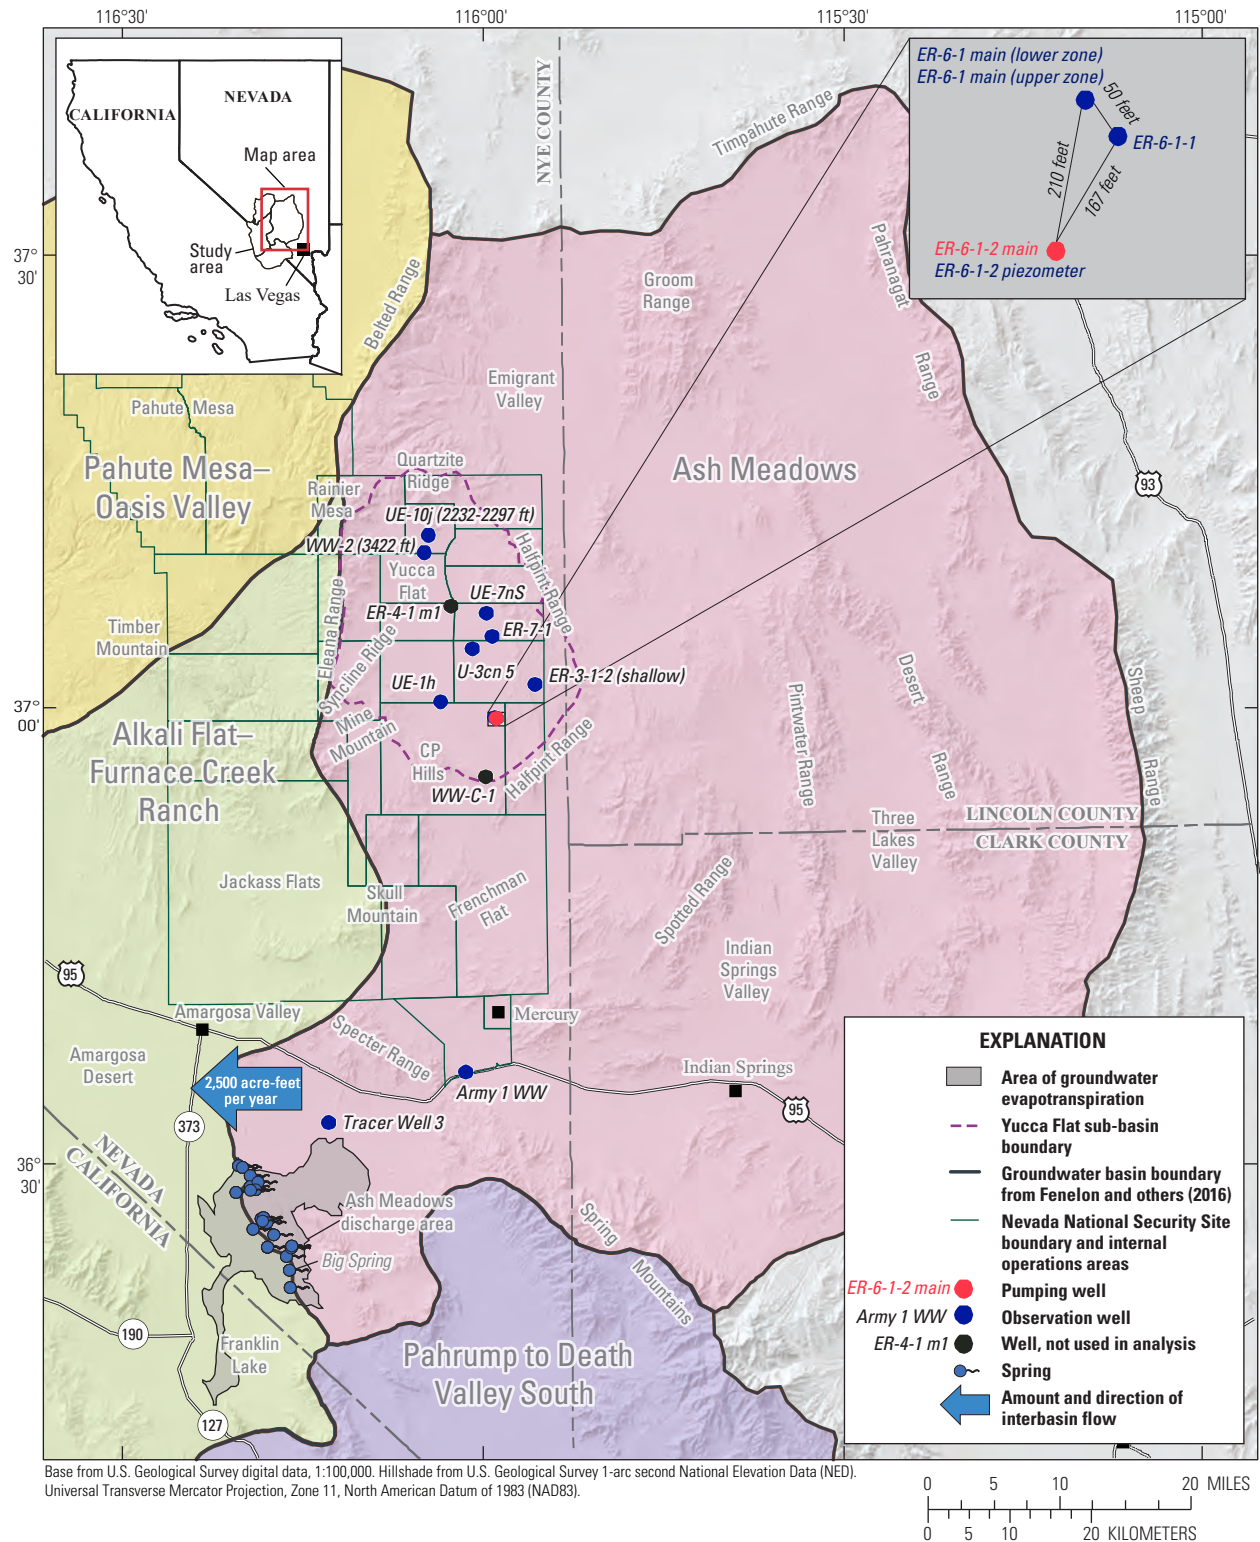 116°30'
116°00'
115°30'
115°00'
37°
30'
37°
00'
36°
30'
CALIFORNIA
NEVADA
Map area
Study
area
Las Vegas
ER-6-1 main (lower zone)
ER-6-1 main (upper zone)
50 feet
ER-6-1-1
210 feet
167 feet
ER-6-1-2 main
ER-6-1-2 piezometer
NYE COUNTY
Timpahute Range
Pahranagat
Range
Groom
Range
Belted Range
Emigrant
Valley
93
Pahute Mesa
Pahute Mesa–
Oasis Valley
Ash Meadows
Quartzite
Ridge
Rainier
Mesa
UE-10j (2232-2297 ft)
WW-2 (3422 ft)
Yucca
Flat
Halfpint Range
UE-7nS
ER-4-1 m1
ER-7-1
Eleana Range
Syncline Ridge
Timber
Mountain
U-3cn 5
ER-3-1-2 (shallow)
UE-1h
Mine
Mountain
CP
Hills
Halfpint Range
WW-C-1
Alkali Flat–
Furnace Creek
Ranch
Pintwater Range
Desert
Range
Sheep
Range
LINCOLN COUNTY
CLARK COUNTY
Three
Lakes
Valley
Jackass Flats
Skull
Mountain
Frenchman
Flat
Spotted Range
Indian
Springs
Valley
95
Amargosa Valley
Mercury
Specter Range
Amargosa
Desert
2,500 acre-feet
per year
Army 1 WW
Indian Springs
95
373
Tracer Well 3
NEVADA
CALIFORNIA
Ash Meadows
discharge area
Big Spring
Spring
Mountains
190
Franklin
Lake
127
Pahrump to Death
Valley South
EXPLANATION
Area of groundwater
evapotranspiration
Yucca Flat sub-basin
boundary
Groundwater basin boundary
from Fenelon and others (2016)
Nevada National Security Site
boundary and internal
operations areas
ER-6-1-2 main Pumping well
Army 1 WW Observation well
ER-4-1 m1 Well, not used in analysis
Spring
Amount and direction of
interbasin flow
Base from U.S. Geological Survey digital data, 1:100,000. Hillshade from U.S. Geological Survey 1-arc second National Elevation Data (NED).
Universal Transverse Mercator Projection, Zone 11, North American Datum of 1983 (NAD83).
0 5 10 20 MILES
0 5 10 20 KILOMETERS